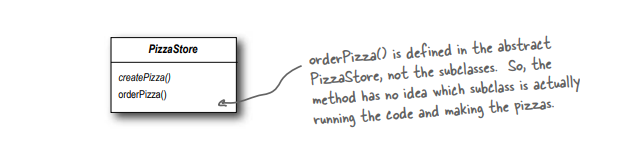 PizzaStore
createPizza()
orderPizza()
orderPizza() is defined in the abstract
PizzaStore, not the subclasses. So, the
method has no idea which subclass is actually
running the code and making the pizzas.